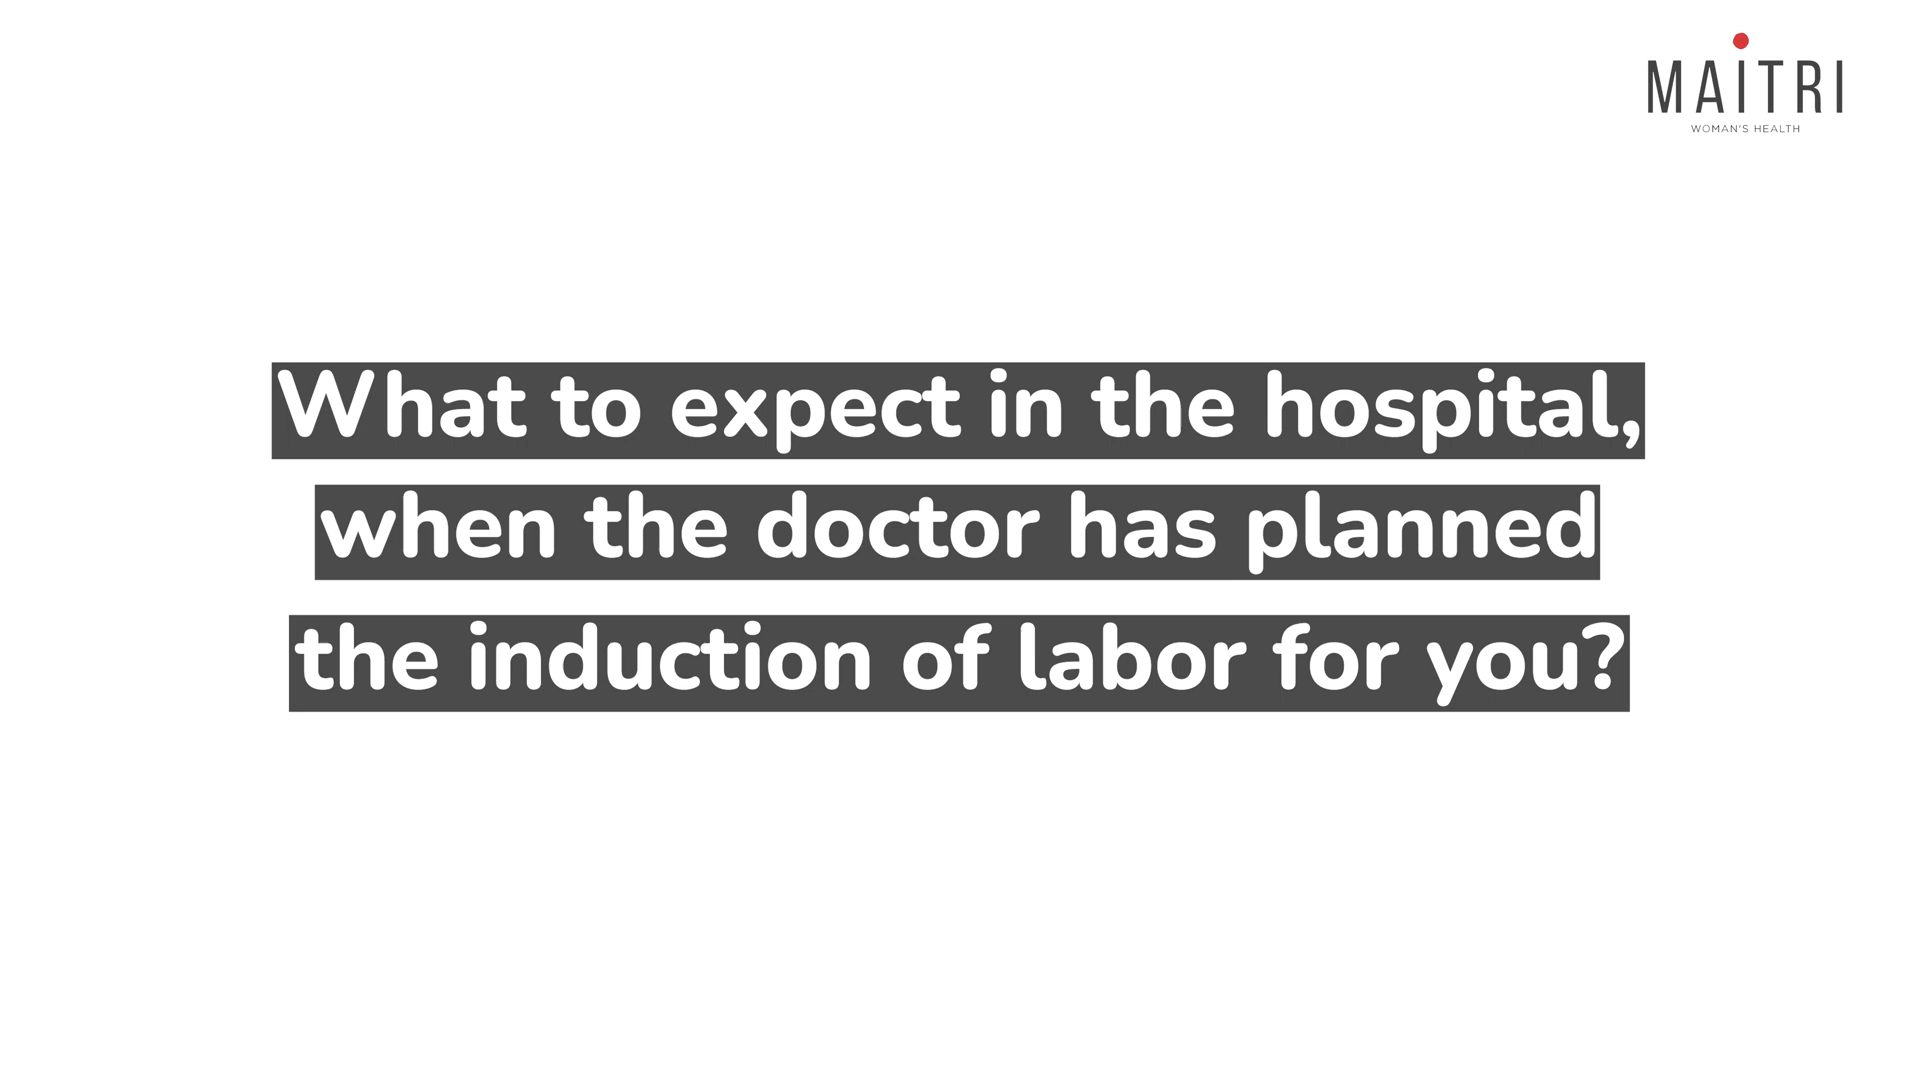 MAITRI
WOMAN'S HEALTH
What to expect in the hospital,
when the doctor has planned
the induction of labor for you?